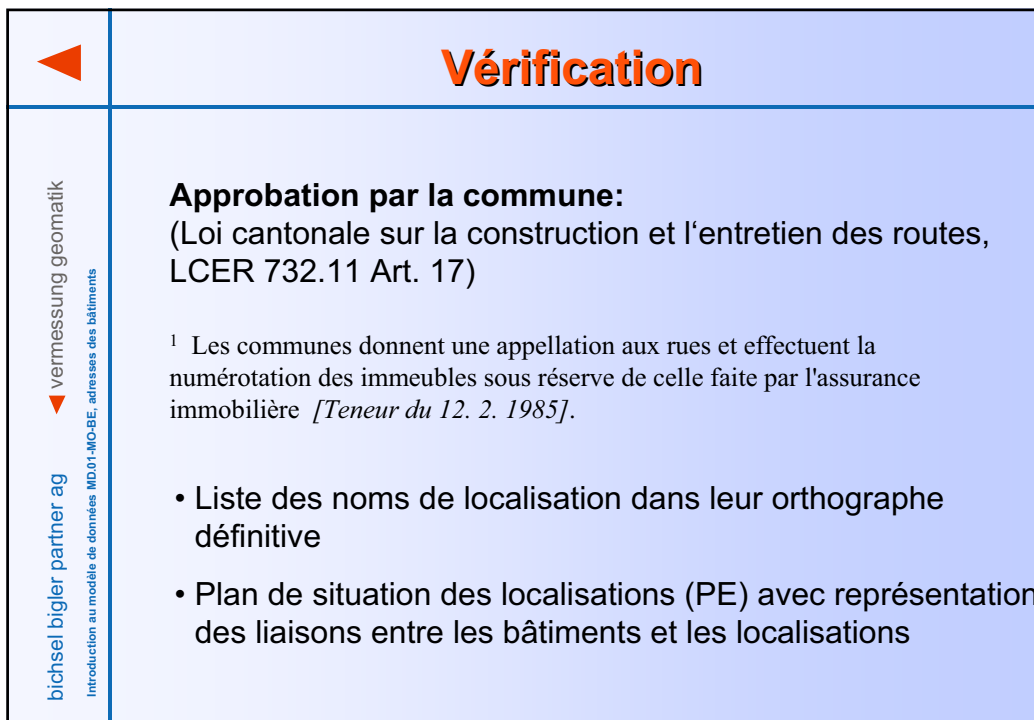 Vérification
Approbation par la commune:
(Loi cantonale sur la construction et l‘entretien des routes,
LCER 732.11 Art. 17)
1 Les communes donnent une appellation aux rues et effectuent la
numérotation des immeubles sous réserve de celle faite par l'assurance
immobilière [Teneur du 12. 2. 1985].
• Liste des noms de localisation dans leur orthographe
définitive
• Plan de situation des localisations (PE) avec représentation
des liaisons entre les bâtiments et les localisations
bichsel bigler partner ag ◀ vermessung geomatik
Introduction au modèle de données MD.01-MO-BE, adresses des bâtiments